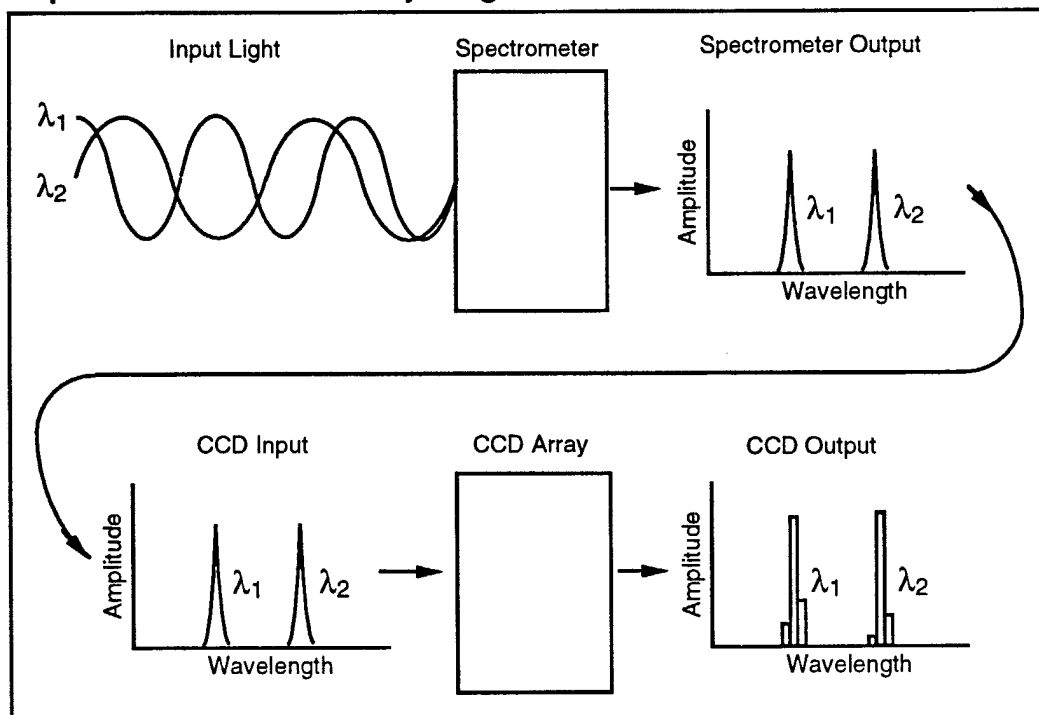 Input Light
Spectrometer
Spectrometer Output
λ1
λ2
Amplitude
λ1
λ2
Wavelength
CCD Input
CCD Array
CCD Output
Amplitude
λ1
λ2
Wavelength
Amplitude
λ1
λ2
Wavelength